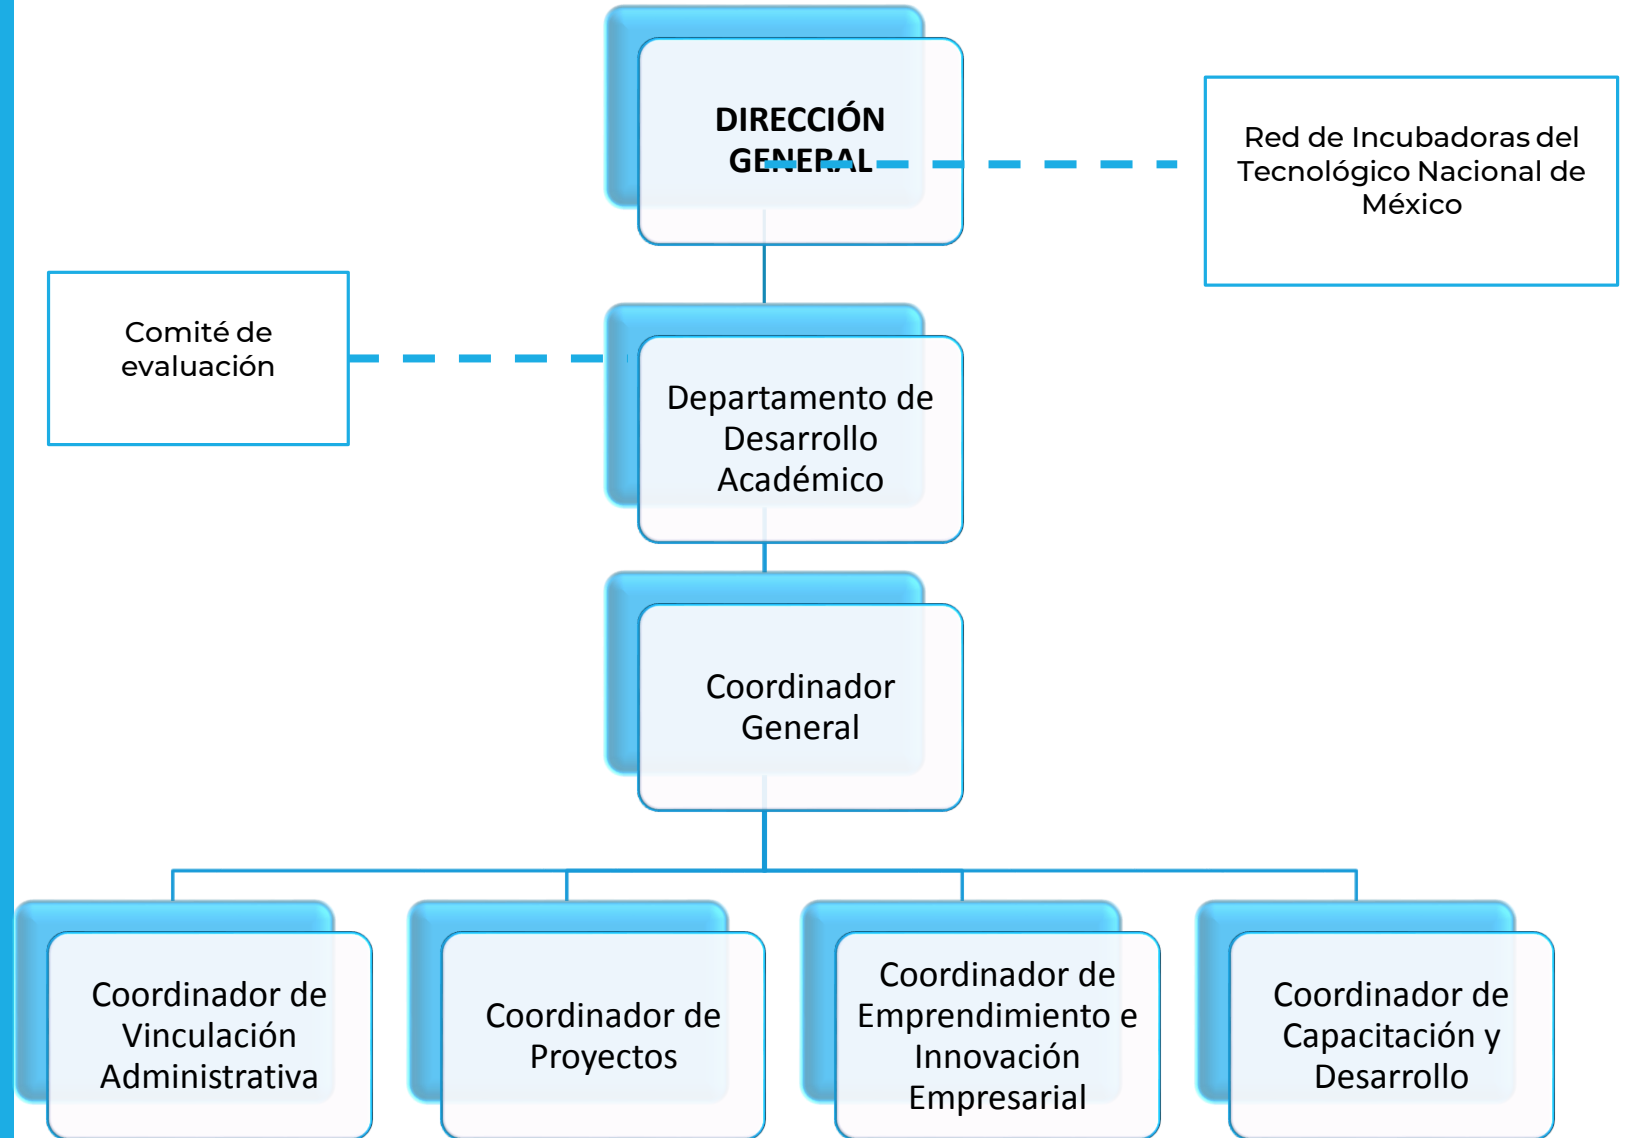 DIRECCIÓN
GENERAL
Red de Incubadoras del
Tecnológico Nacional de
México
Comité de
evaluación
Departamento de
Desarrollo
Académico
Coordinador
General
Coordinador de
Vinculación
Administrativa
Coordinador de
Proyectos
Coordinador de
Emprendimiento e
Innovación
Empresarial
Coordinador de
Capacitación y
Desarrollo